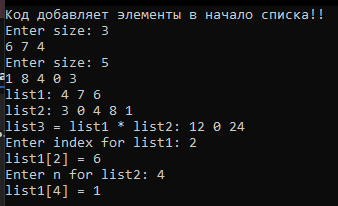 Код добавляет элементы в начало списка!!
Enter size: 3
6 7 4
Enter size: 5
1 8 4 0 3
list1: 4 7 6
list2: 3 0 4 8 1
list3 = list1 * list2: 12 0 24
Enter index for list1: 2
list1[2] = 6
Enter n for list2: 4
list1[4] = 1